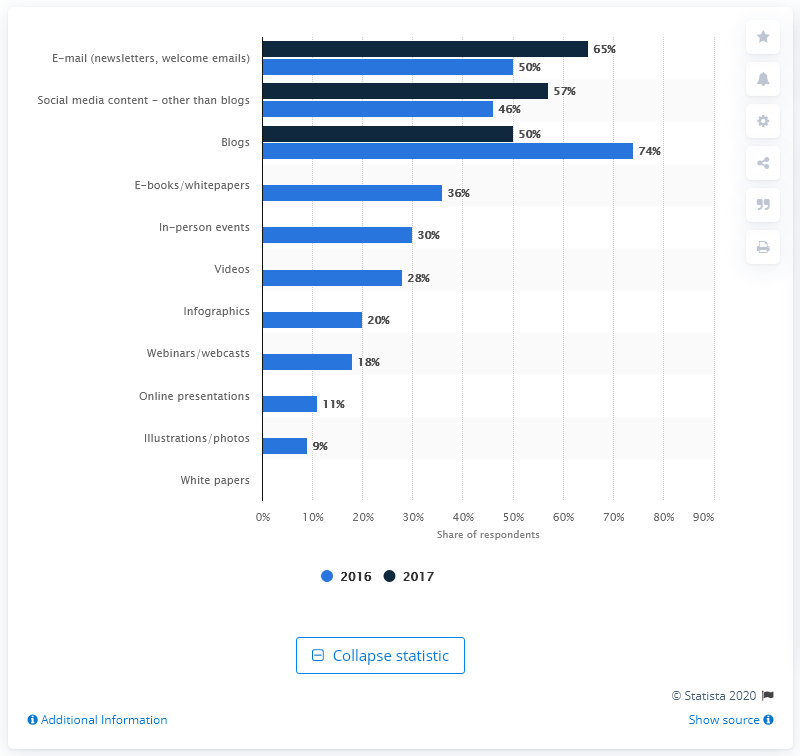 E-mail (newsletters, welcome emails) 65%
50%
Social media content - other than blogs 57%
46%
Blogs 50%
74%
E-books/whitepapers 36%
In-person events 30%
Videos 28%
Infographics 20%
Webinars/webcasts 18%
Online presentations 11%
Illustrations/photos 9%
White papers
0% 10% 20% 30% 40% 50% 60% 70% 80% 90%
Share of respondents
2016 2017
Collapse statistic
© Statista 2020
Additional Information Show source